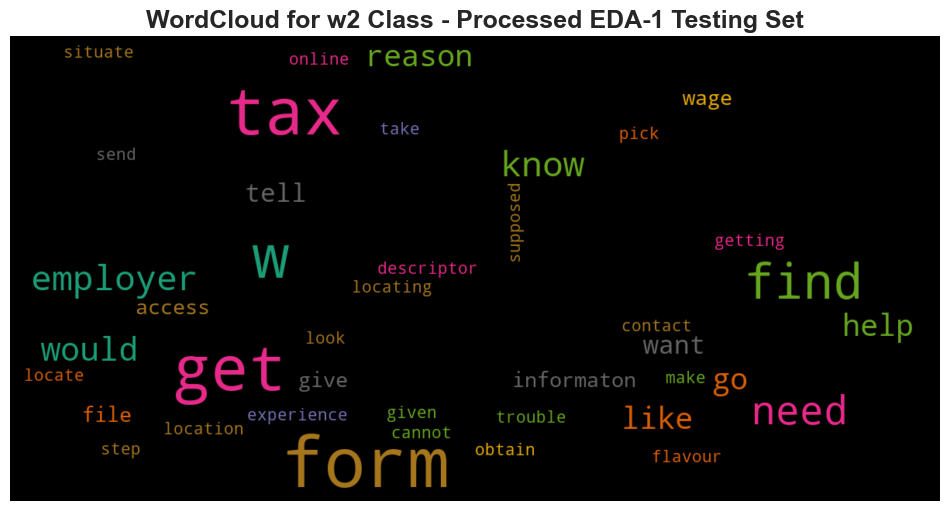 WordCloud for w2 Class - Processed EDA-1 Testing Set
situate
online
reason
tax
wage
take
pick
send
know
tell
supposed
getting
w
descriptor
employer
find
locating
access
help
contact
look
would
want
get
locate
give
informaton
make
go
file
experience
given
trouble
like
need
location
cannot
step
form
obtain
flavour